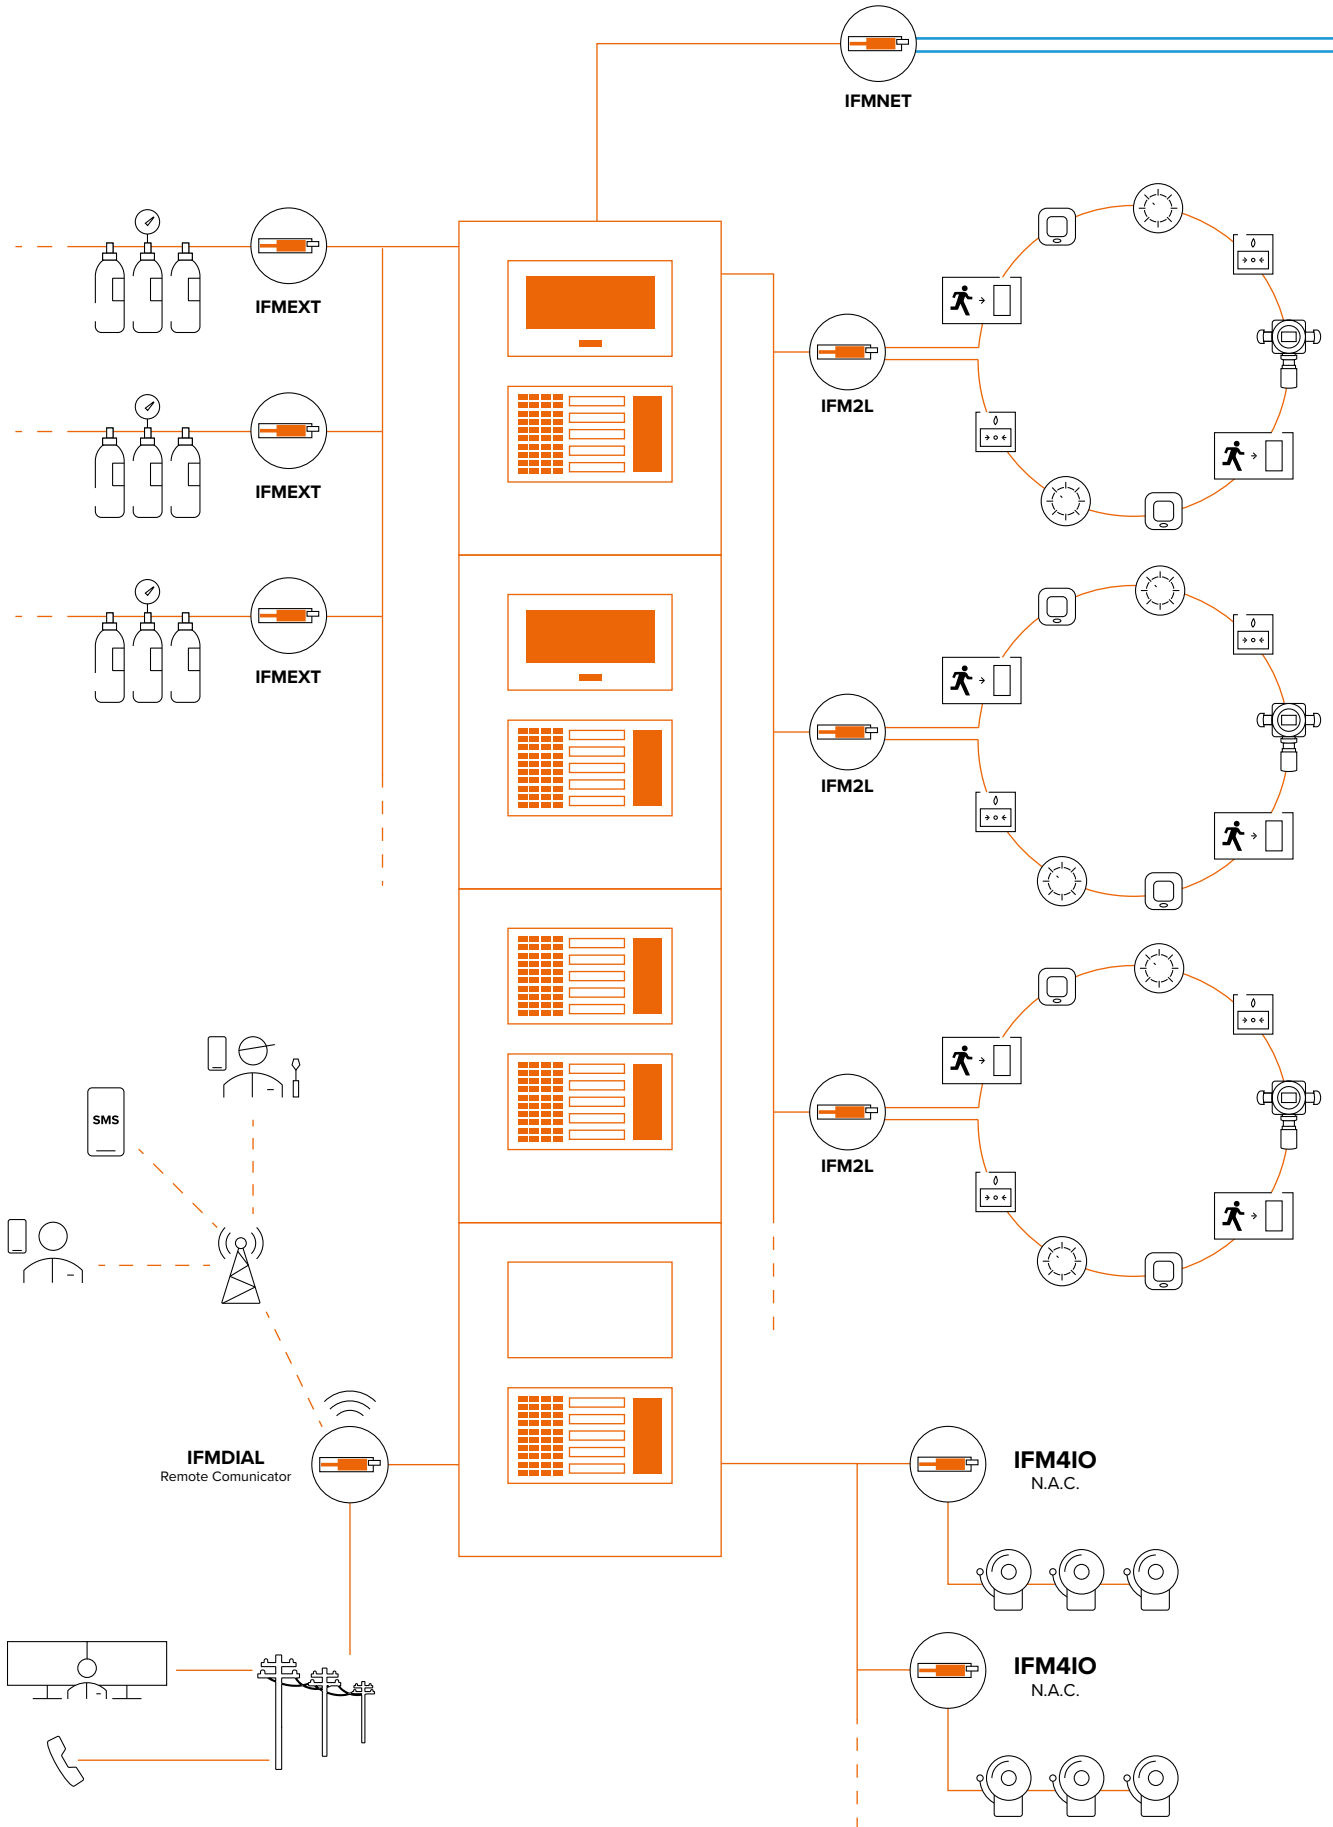 IFMNET
IFMEXT
IFM2L
IFMEXT
IFMEXT
IFM2L
SMS
IFM2L
IFMDIAL
Remote Comunicator
IFM4IO
N.A.C.
IFM4IO
N.A.C.